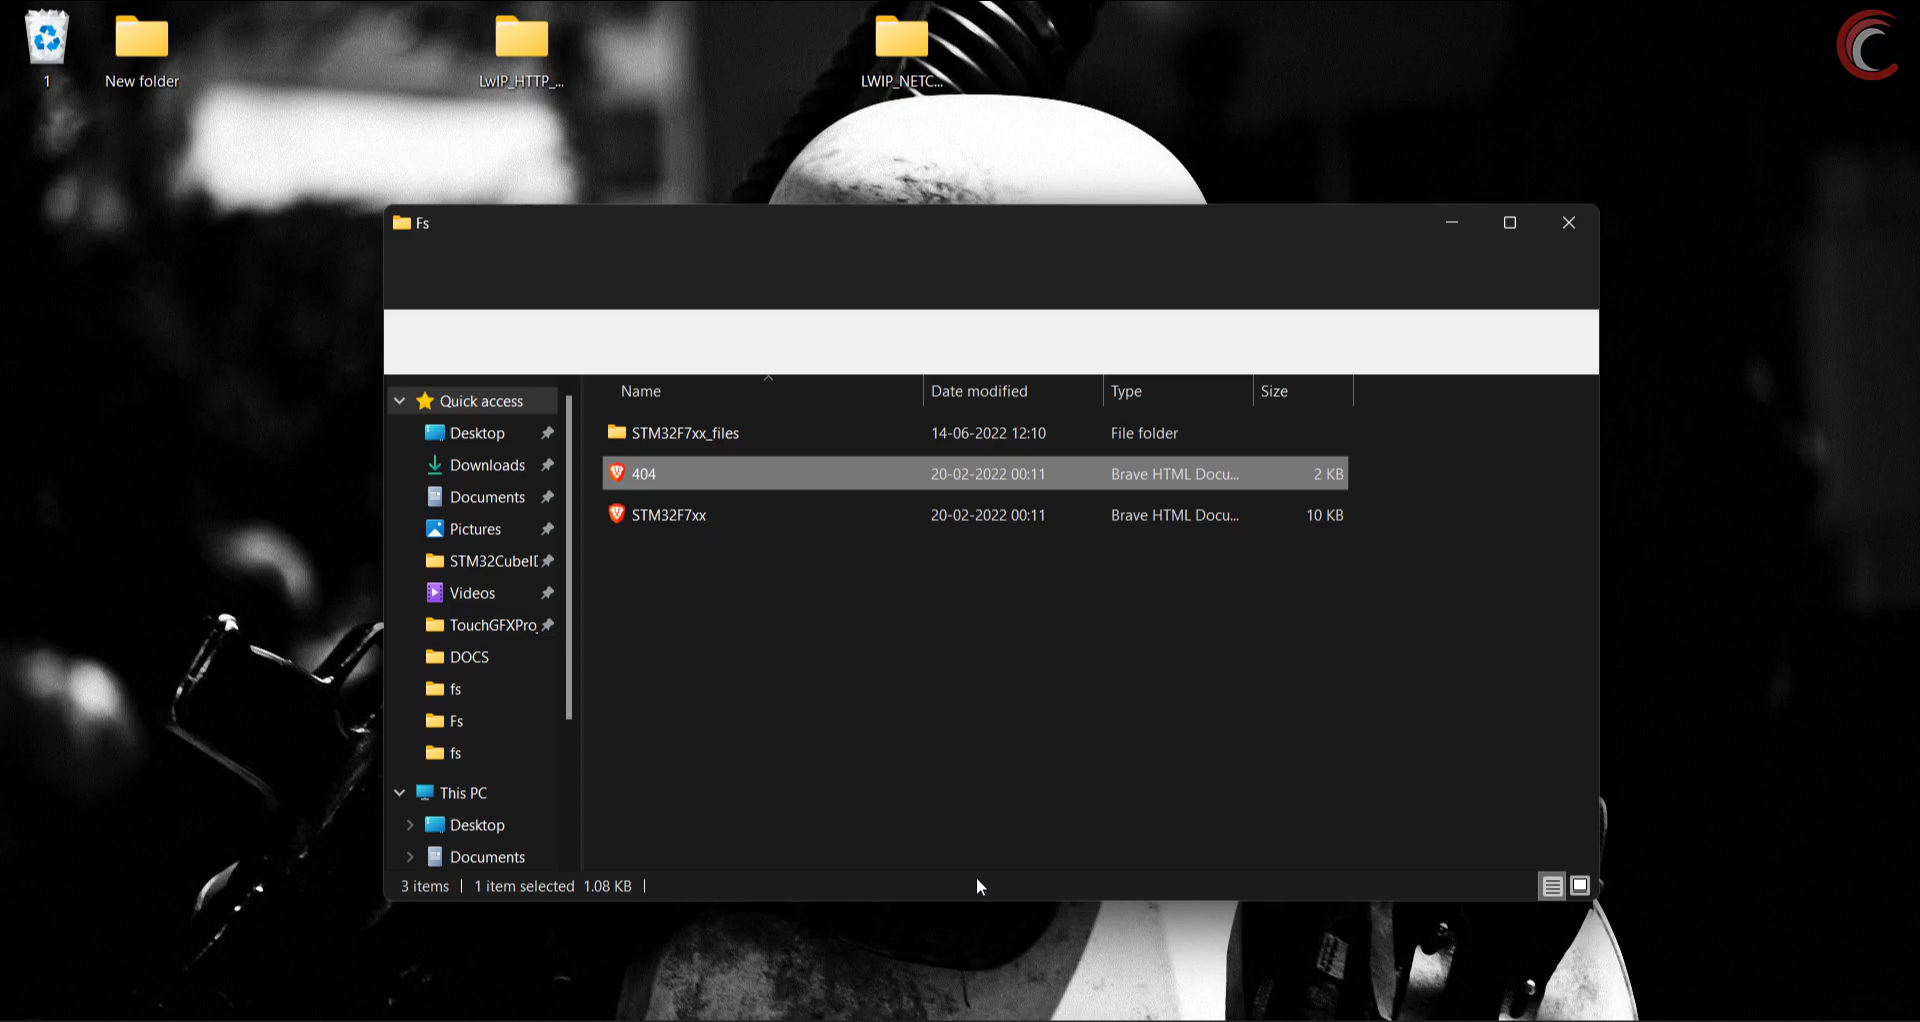 1
New folder
LwIP_HTTP_...
LWIP_NETC...
Fs
Name
Date modified
Type
Size
Quick access
Desktop
Downloads
Documents
Pictures
STM32CubeI
Videos
TouchGFXPro
DOCS
fs
Fs
fs
This PC
Desktop
Documents
STM32F7xx_files 14-06-2022 12:10 File folder
404 20-02-2022 00:11 Brave HTML Docu... 2 KB
STM32F7xx 20-02-2022 00:11 Brave HTML Docu... 10 KB
3 items | 1 item selected 1.08 KB |